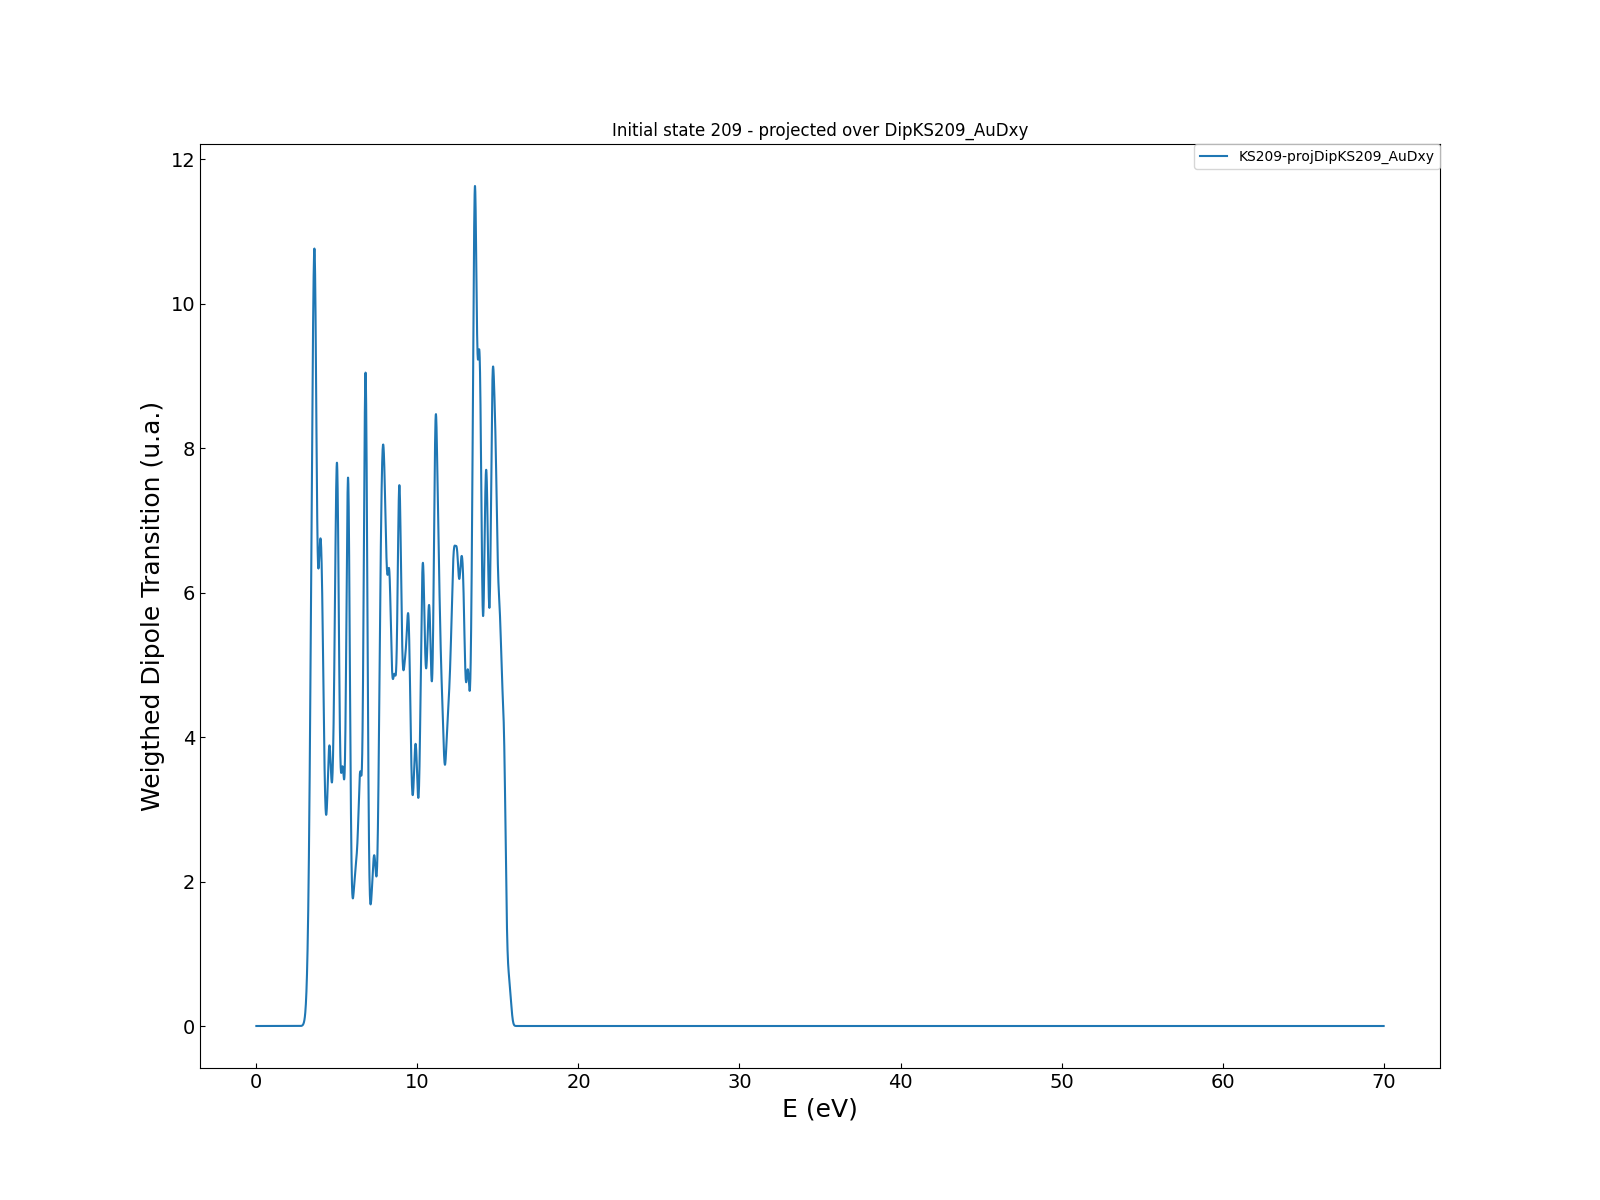 Initial state 209 - projected over DipKS209_AuDxy
KS209-projDipKS209_AuDxy
12
10
8
6
4
2
0
Weigthed Dipole Transition (u.a.)
0 10 20 30 40 50 60 70
E (eV)